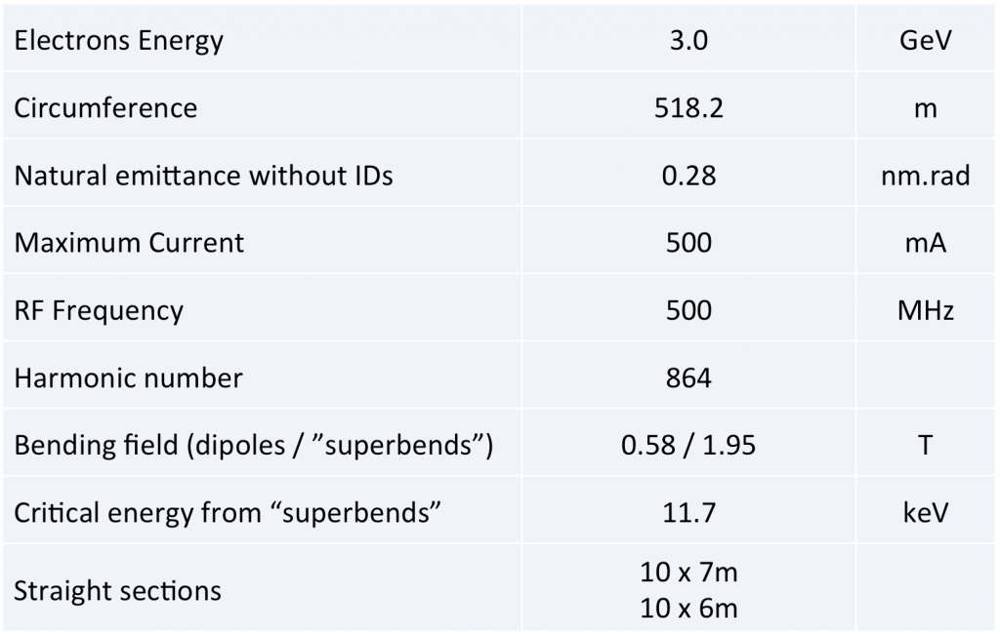 Electrons Energy 3.0 GeV
Circumference 518.2 m
Natural emittance without IDs 0.28 nm.rad
Maximum Current 500 mA
RF Frequency 500 MHz
Harmonic number 864
Bending field (dipoles / ”superbends”) 0.58 / 1.95 T
Critical energy from “superbends” 11.7 keV
Straight sections 10 x 7m
10 x 6m